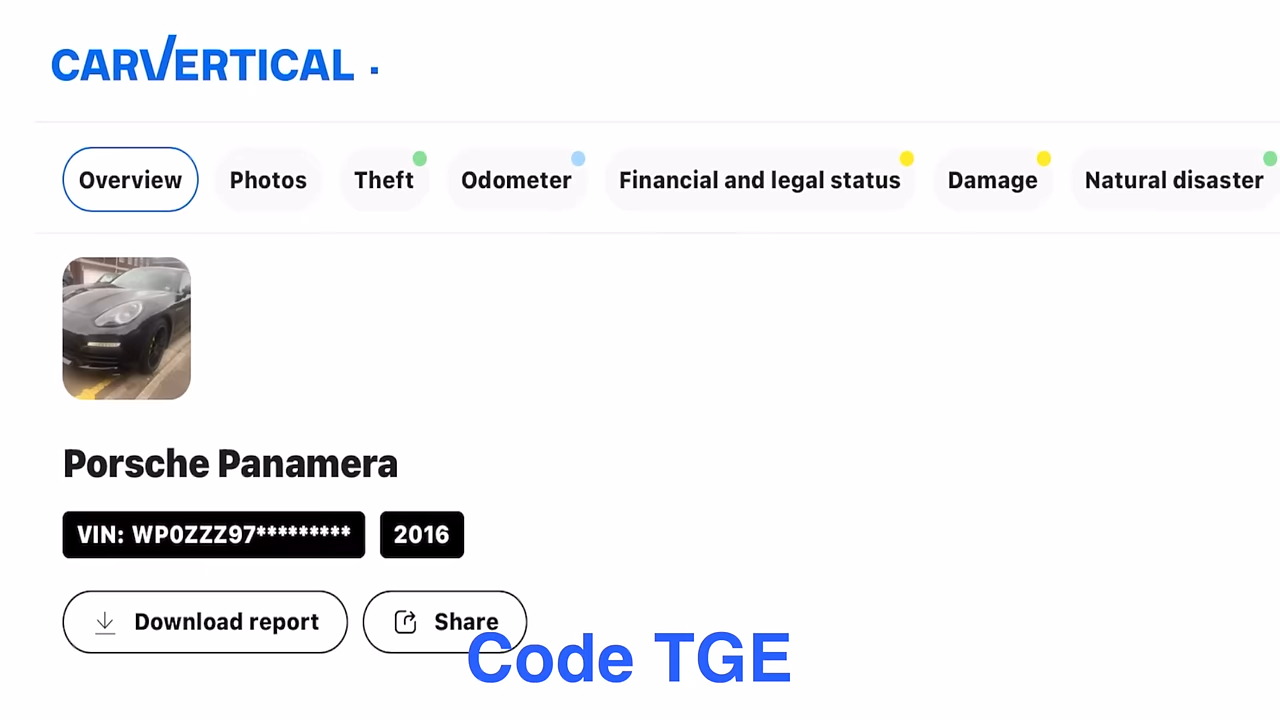 CARVERTICAL
Overview Photos Theft Odometer Financial and legal status Damage Natural disaster
Porsche Panamera
VIN: WP0ZZZ97********* 2016
Download report Share
Code TGE